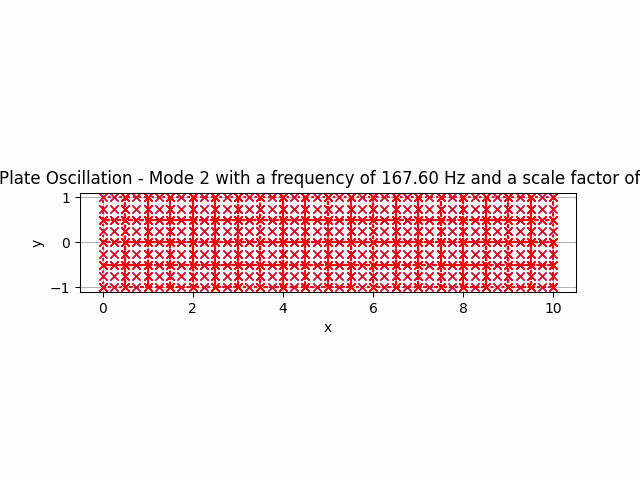 Plate Oscillation - Mode 2 with a frequency of 167.60 Hz and a scale factor of
1
0
−1
y
0 2 4 6 8 10
x